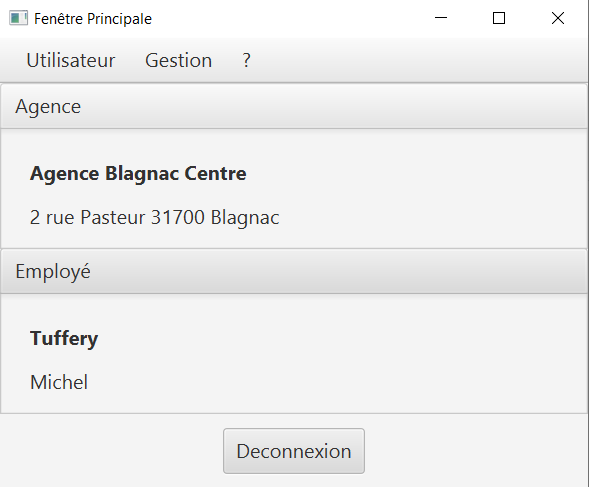 Fenêtre Principale
Utilisateur Gestion ?
Agence
Agence Blagnac Centre
2 rue Pasteur 31700 Blagnac
Employé
Tuffery
Michel
Deconnexion